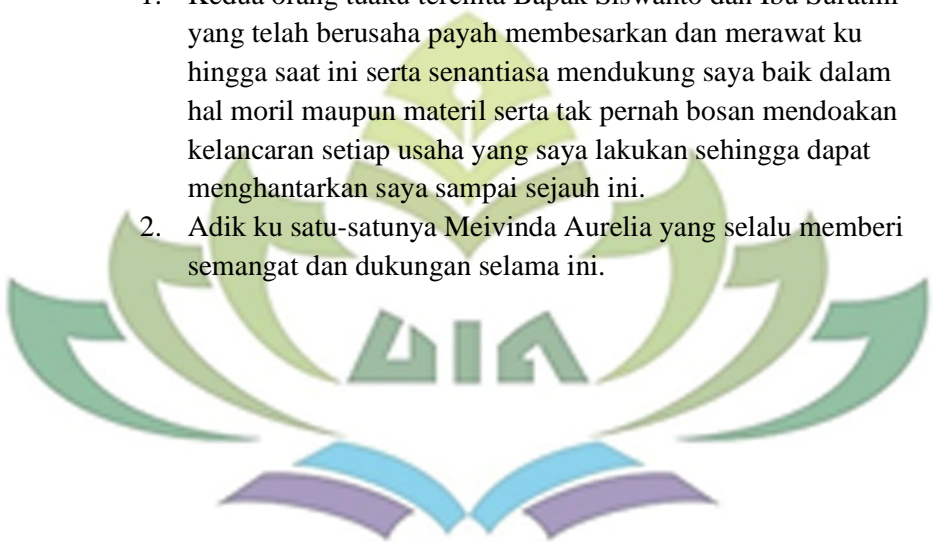 1. Kedua orang tuaku tercinta Bapak Siswanto dan Ibu
yang telah berusaha payah membesarkan dan merawat ku
hingga saat ini serta senantiasa mendukung saya baik dalam
hal moril maupun materil serta tak pernah bosan mendoakan
kelancaran setiap usaha yang saya lakukan sehingga dapat
menghantarkan saya sampai sejauh ini.
2. Adik ku satu-satunya Meivinda Aurelia yang selalu memberi
semangat dan dukungan selama ini.
UIN